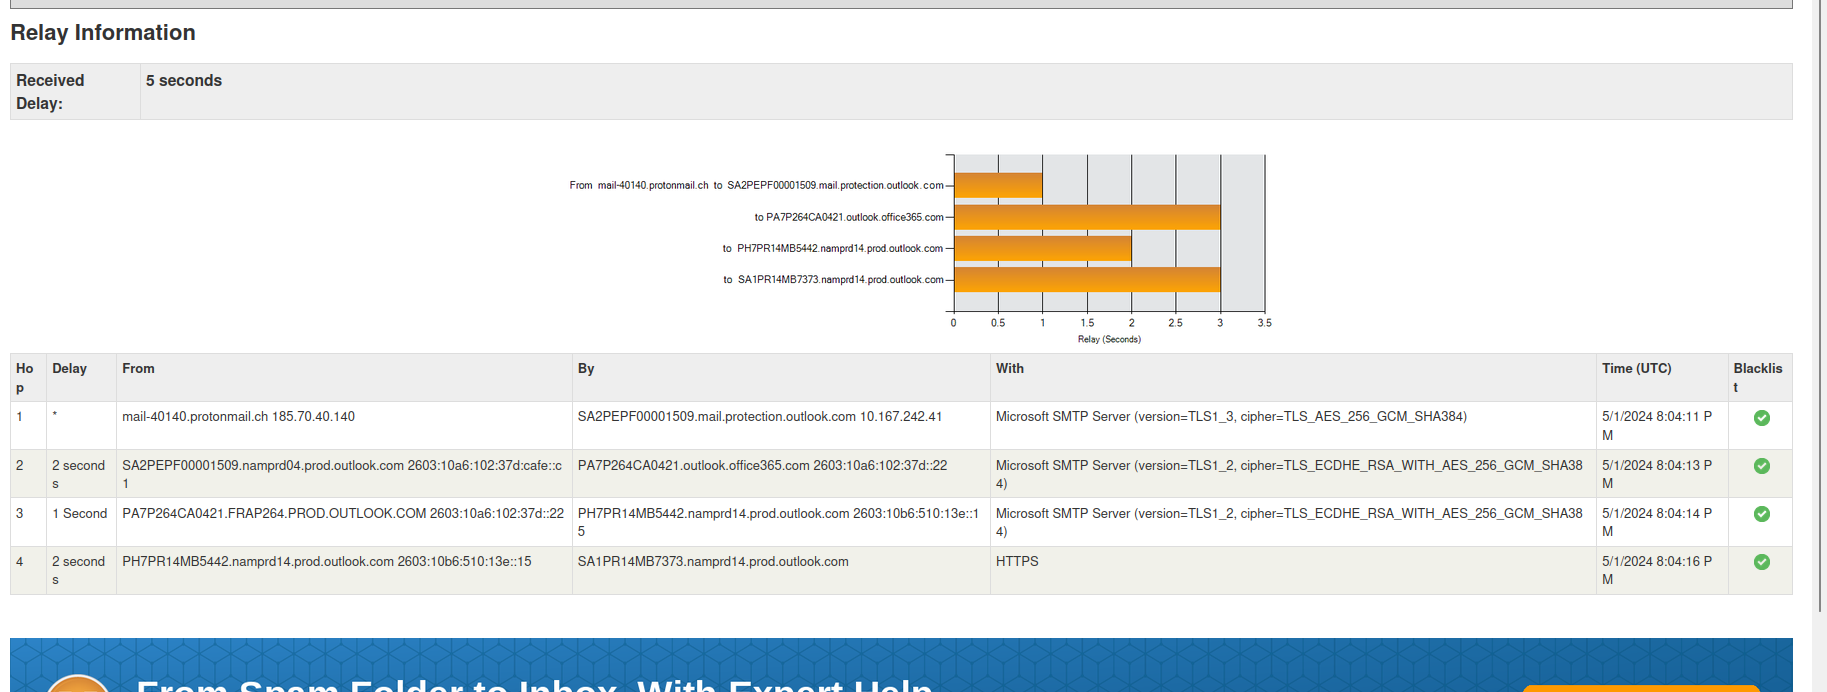 Relay Information
Received
Delay:
5 seconds
From mail-40140.protonmail.ch to SA2PEPF00001509.mail.protection.outlook.com
to PA7P264CA0421.outlook.office365.com
to PH7PR14MB5442.namprd14.prod.outlook.com
to SA1PR14MB7373.namprd14.prod.outlook.com
0 0.5 1 1.5 2 2.5 3 3.5
Relay (Seconds)
Ho
p
Delay
From
By
With
Time (UTC)
Blacklis
t
1
*
mail-40140.protonmail.ch 185.70.40.140
SA2PEPF00001509.mail.protection.outlook.com 10.167.242.41
Microsoft SMTP Server (version=TLS1_3, cipher=TLS_AES_256_GCM_SHA384)
5/1/2024 8:04:11 P
M
2
2 second
s
SA2PEPF00001509.namprd04.prod.outlook.com 2603:10a6:102:37d:cafe::c
1
PA7P264CA0421.outlook.office365.com 2603:10a6:102:37d::22
Microsoft SMTP Server (version=TLS1_2, cipher=TLS_ECDHE_RSA_WITH_AES_256_GCM_SHA38
4)
5/1/2024 8:04:13 P
M
3
1 Second
PA7P264CA0421.FRAP264.PROD.OUTLOOK.COM 2603:10a6:102:37d::22
PH7PR14MB5442.namprd14.prod.outlook.com 2603:10b6:510:13e::1
5
Microsoft SMTP Server (version=TLS1_2, cipher=TLS_ECDHE_RSA_WITH_AES_256_GCM_SHA38
4)
5/1/2024 8:04:14 P
M
4
2 second
s
PH7PR14MB5442.namprd14.prod.outlook.com 2603:10b6:510:13e::15
SA1PR14MB7373.namprd14.prod.outlook.com
HTTPS
5/1/2024 8:04:16 P
M
From Spam Folder to Inbox, With Expert Help